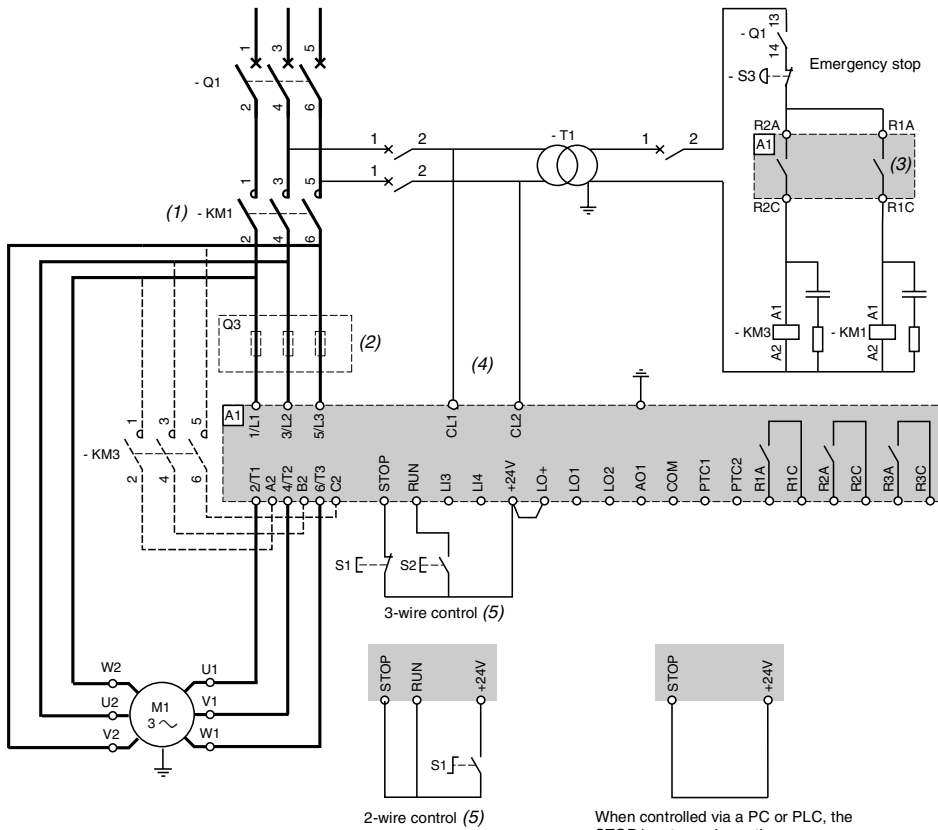 1 3 5
- Q1
2 4 6
1 2
1 2
- T1
1 2
13
- Q1
14
- S3
Emergency stop
R2A R1A
A1
(3)
R2C R1C
1 3 5
(1) - KM1
2 4 6
Q3
(2)
(4)
A1
- KM3
A2
A1
- KM1
A2
A1
1/L1 3/L2 5/L3 CL1 CL2
1 3 5
- KM3
2 4 6
2/T1 A2 4/T2 B2 6/T3 C2 STOP RUN LI3 LI4 +24V LO+ LO1 LO2 AO1 COM PTC1 PTC2 R1A R1C R2A R2C R3A R3C
S1 S2
3-wire control (5)
W2 U1
U2 V1
V2 W1
M1
3
STOP RUN +24V
S1
2-wire control (5)
STOP +24V
When controlled via a PC or PLC, the